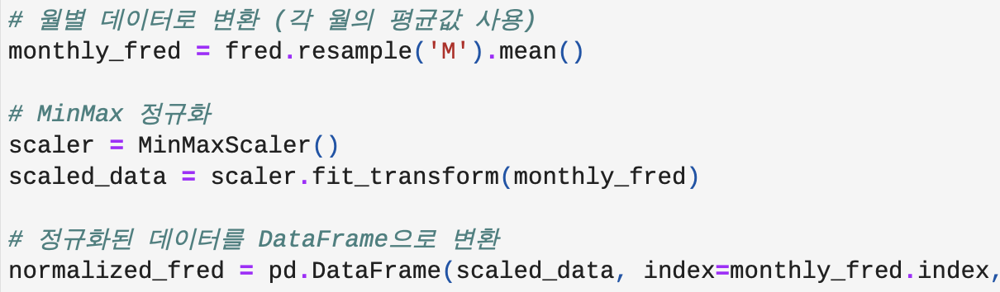 # 월별 데이터로 변환 (각 월의 평균값 사용)
monthly_fred = fred.resample('M').mean()
# MinMax 정규화
scaler = MinMaxScaler()
scaled_data = scaler.fit_transform(monthly_fred)
# 정규화된 데이터를 DataFrame으로 변환
normalized_fred = pd.DataFrame(scaled_data, index=monthly_fred.index,